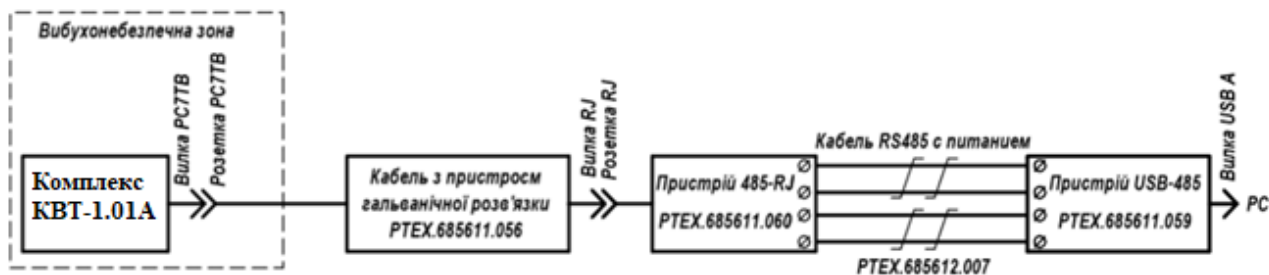 Вибухонебезпечна зона
Вилка РС7ТВ
Розетка РС7ТВ
Комплекс
КВТ-1.01А
Кабель з пристроєм
гальванічної розв'язки
РТЕХ.685611.056
Вилка RJ
Розетка RJ
Пристрій 485-RJ
РТЕХ.685611.060
Кабель RS485 с питанием
РТЕХ.685612.007
Пристрій USB-485
РТЕХ.685611.059
Вилка USB A
PC